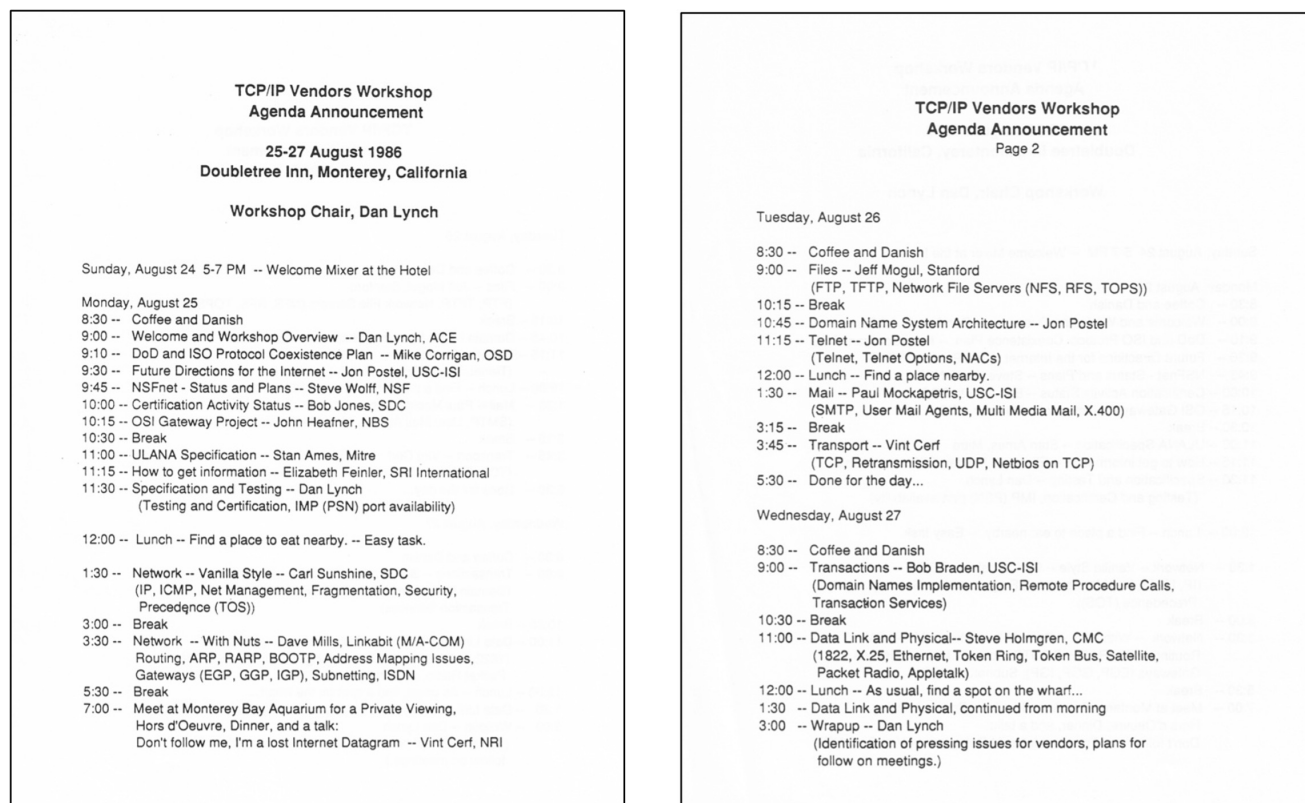 TCP/IP Vendors Workshop
Agenda Announcement
25-27 August 1986
Doubletree Inn, Monterey, California
Workshop Chair, Dan Lynch
Sunday, August 24 5-7 PM -- Welcome Mixer at the Hotel
Monday, August 25
8:30 -- Coffee and Danish
9:00 -- Welcome and Workshop Overview -- Dan Lynch, ACE
9:10 -- DoD and ISO Protocol Coexistence Plan -- Mike Corrigan, OSD
9:30 -- Future Directions for the Internet -- Jon Postel, USC-ISI
9:45 -- NSFnet - Status and Plans -- Steve Wolff, NSF
10:00 -- Certification Activity Status -- Bob Jones, SDC
10:15 -- OSI Gateway Project -- John Heafner, NBS
10:30 -- Break
11:00 -- ULANA Specification -- Stan Ames, Mitre
11:15 -- How to get information -- Elizabeth Feinler, SRI International
11:30 -- Specification and Testing -- Dan Lynch
(Testing and Certification, IMP (PSN) port availability)
12:00 -- Lunch -- Find a place to eat nearby. -- Easy task.
1:30 -- Network -- Vanilla Style -- Carl Sunshine, SDC
(IP, ICMP, Net Management, Fragmentation, Security,
Precedence (TOS))
3:00 -- Break
3:30 -- Network -- With Nuts -- Dave Mills, Linkabit (M/A-COM)
Routing, ARP, RARP, BOOTP, Address Mapping Issues,
Gateways (EGP, GGP, IGP), Subnetting, ISDN
5:30 -- Break
7:00 -- Meet at Monterey Bay Aquarium for a Private Viewing,
Hors d'Oeuvre, Dinner, and a talk:
Don't follow me, I'm a lost Internet Datagram -- Vint Cerf, NRI
TCP/IP Vendors Workshop
Agenda Announcement
Page 2
Tuesday, August 26
8:30 -- Coffee and Danish
9:00 -- Files -- Jeff Mogul, Stanford
(FTP, TFTP, Network File Servers (NFS, RFS, TOPS))
10:15 -- Break
10:45 -- Domain Name System Architecture -- Jon Postel
11:15 -- Telnet -- Jon Postel
(Telnet, Telnet Options, NACs)
12:00 -- Lunch -- Find a place nearby.
1:30 -- Mail -- Paul Mockapetris, USC-ISI
(SMTP, User Mail Agents, Multi Media Mail, X.400)
3:15 -- Break
3:45 -- Transport -- Vint Cerf
(TCP, Retransmission, UDP, Netbios on TCP)
5:30 -- Done for the day...
Wednesday, August 27
8:30 -- Coffee and Danish
9:00 -- Transactions -- Bob Braden, USC-ISI
(Domain Names Implementation, Remote Procedure Calls,
Transaction Services)
10:30 -- Break
11:00 -- Data Link and Physical-- Steve Holmgren, CMC
(1822, X.25, Ethernet, Token Ring, Token Bus, Satellite,
Packet Radio, Appletalk)
12:00 -- Lunch -- As usual, find a spot on the wharf...
1:30 -- Data Link and Physical, continued from morning
3:00 -- Wrapup -- Dan Lynch
(Identification of pressing issues for vendors, plans for
follow on meetings.)